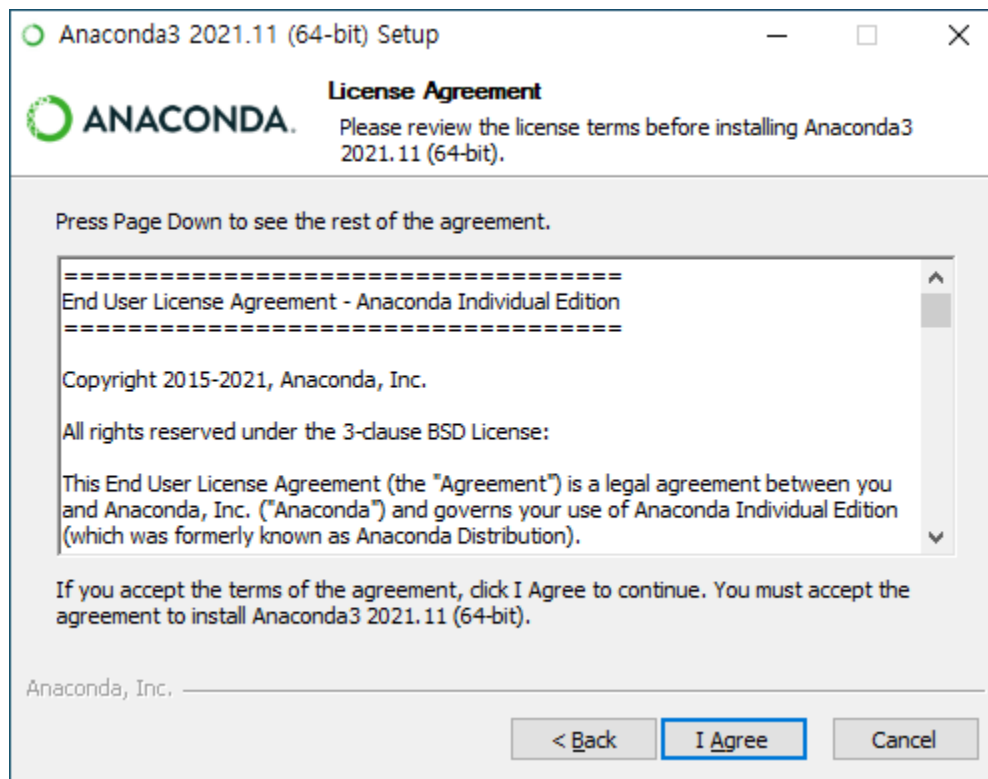 Anaconda3 2021.11 (64-bit) Setup
ANACONDA.
License Agreement
Please review the license terms before installing Anaconda3
2021.11 (64-bit).
Press Page Down to see the rest of the agreement.
===================================
End User License Agreement - Anaconda Individual Edition
===================================
Copyright 2015-2021, Anaconda, Inc.
All rights reserved under the 3-clause BSD License:
This End User License Agreement (the "Agreement") is a legal agreement between you
and Anaconda, Inc. ("Anaconda") and governs your use of Anaconda Individual Edition
(which was formerly known as Anaconda Distribution).
If you accept the terms of the agreement, click I Agree to continue. You must accept the
agreement to install Anaconda3 2021.11 (64-bit).
Anaconda, Inc.
< Back
I Agree
Cancel